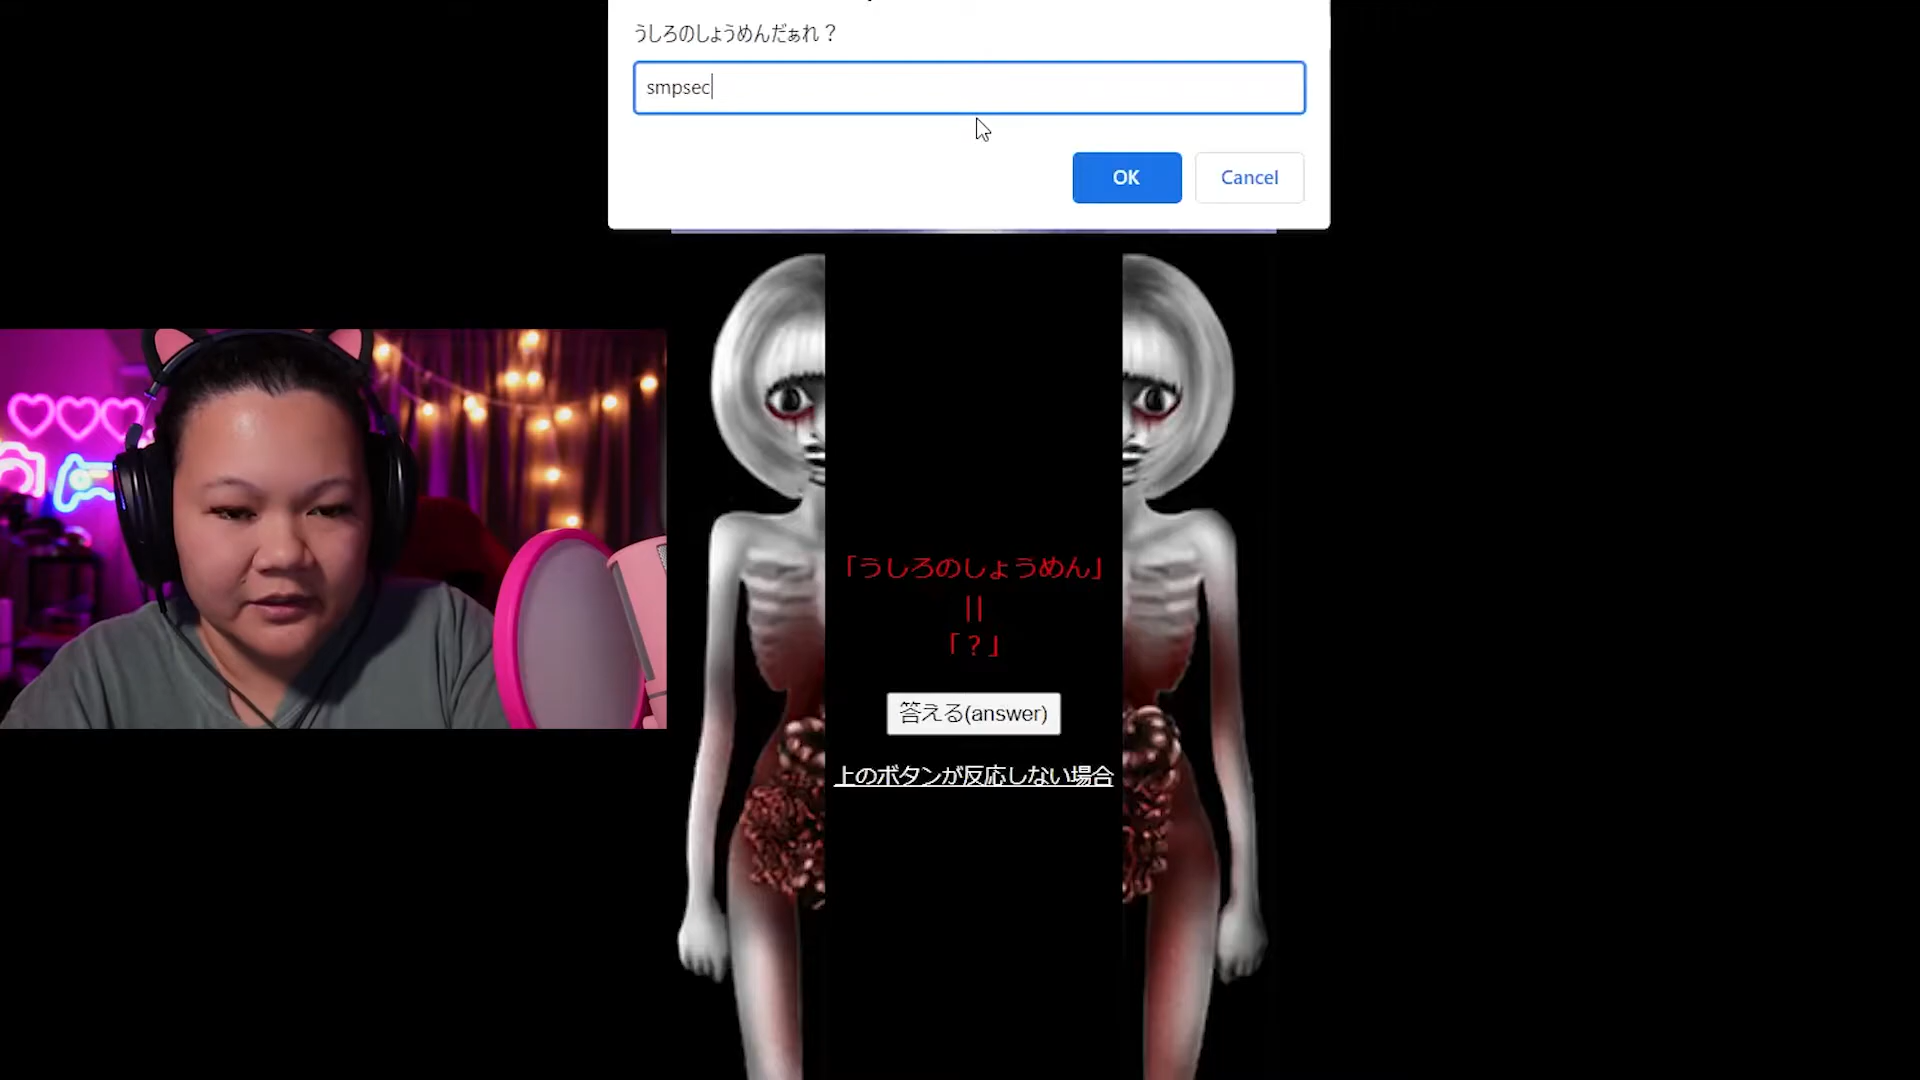 うしろのしょうめんだぁれ？
smpsec
OK
Cancel
「うしろのしょうめん」
||
「？」
答える(answer)
上のボタンが反応しない場合